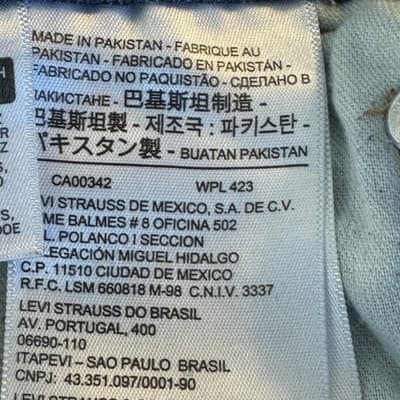 MADE IN PAKISTAN - FABRIQUE AU
PAKISTAN - FABRICADO EN PAKISTÁN -
FABRICADO NO PAQUISTÃO - СДЕЛАНО В
ПАКИСТАНЕ - 巴基斯坦制造 -
巴基斯坦製 - 제조국 : 파키스탄 -
パキスタン製 - BUATAN PAKISTAN
CA00342 WPL 423
VI STRAUSS DE MEXICO, S.A. DE C.V.
ME BALMES # 8 OFICINA 502
L. POLANCO I SECCION
LEGACIÓN MIGUEL HIDALGO
C.P. 11510 CIUDAD DE MEXICO
R.F.C. LSM 660818 M-98 C.N.I.V. 3337
LEVI STRAUSS DO BRASIL
AV. PORTUGAL, 400
06690-110
ITAPEVI – SAO PAULO BRASIL
CNPJ: 43.351.097/0001-90